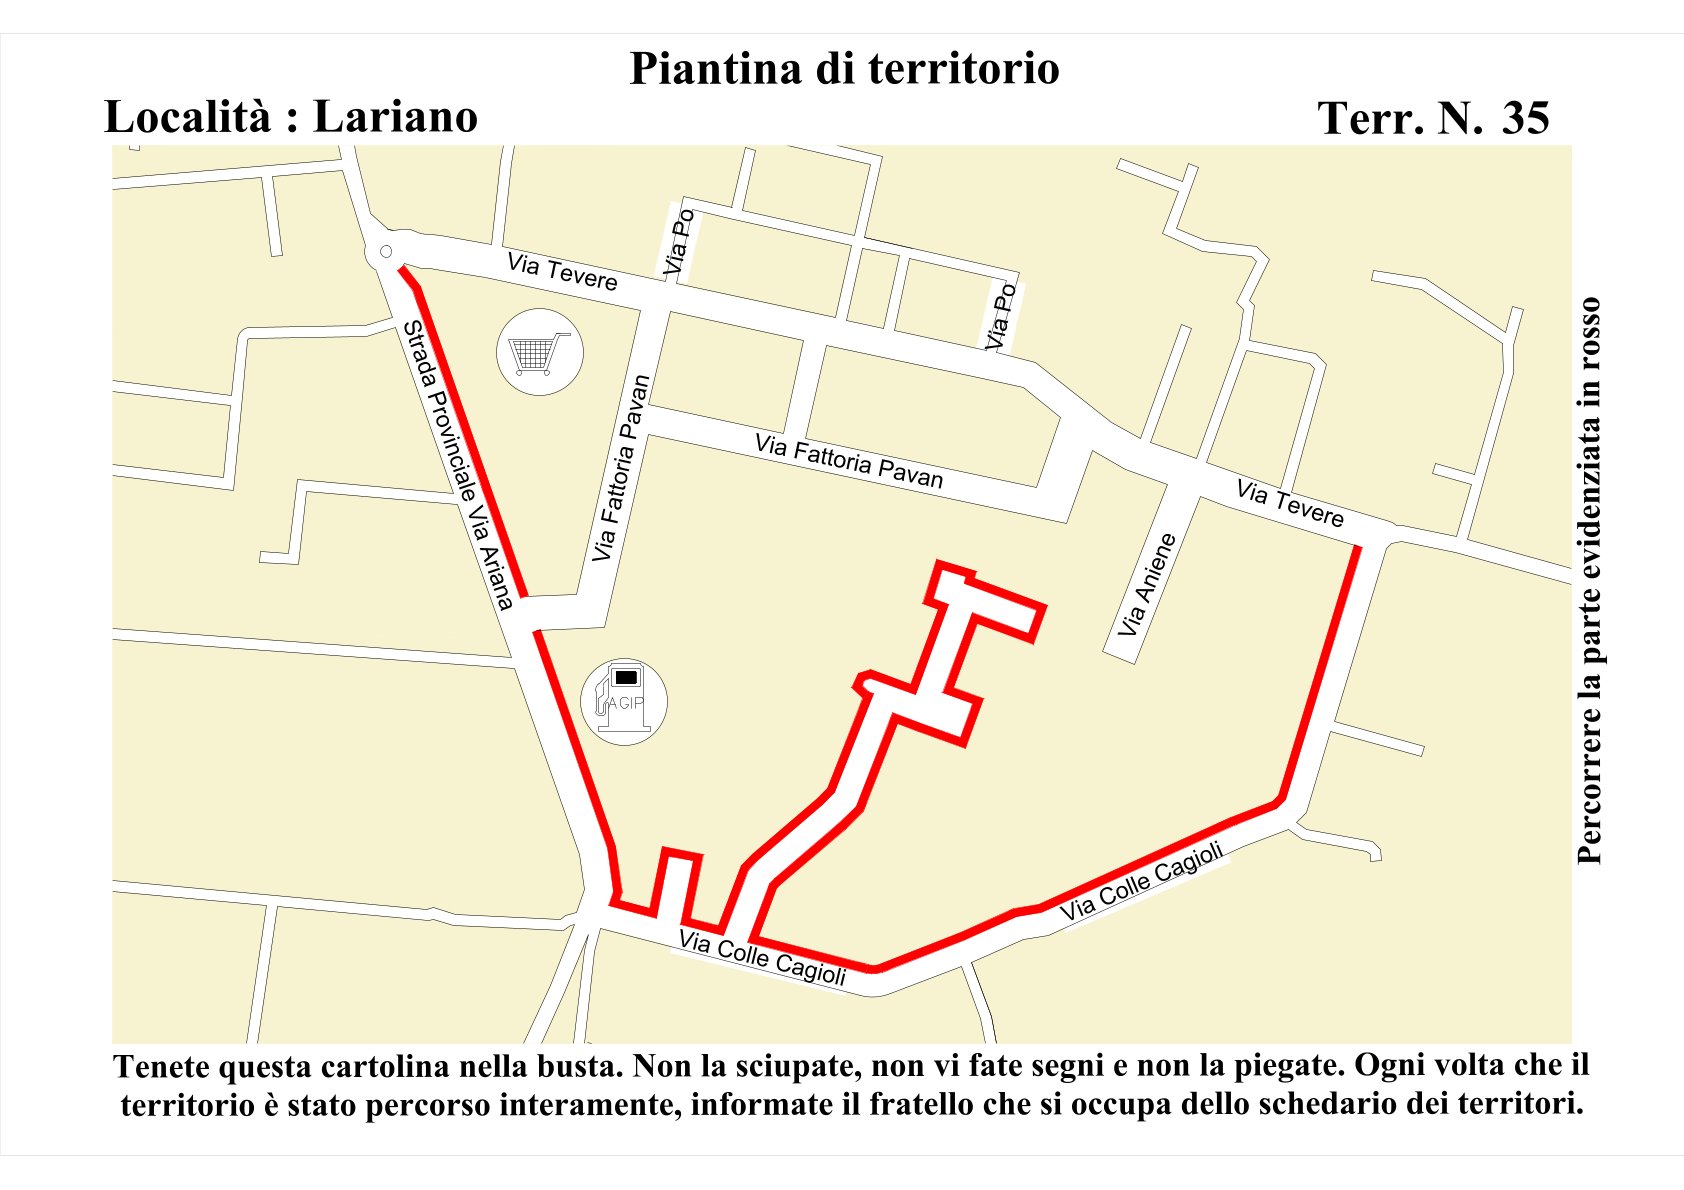 Piantina di territorio
Località : Lariano
Terr. N. 35
Via Po
Via Tevere
Via Po
Strada Provinciale Via Ariana
Via Fattoria Pavan
Via Fattoria Pavan
Via Tevere
Via Aniene
AGIP
Via Colle Cagioli
Via Colle Cagioli
Percorrere la parte evidenziata in rosso
Tenete questa cartolina nella busta. Non la sciupate, non vi fate segni e non la piegate. Ogni volta che il
territorio è stato percorso interamente, informate il fratello che si occupa dello schedario dei territori.